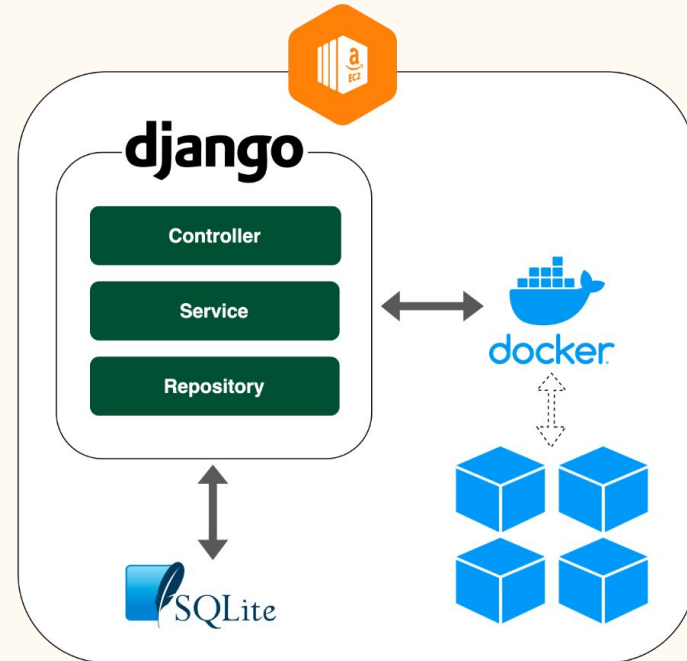 a
EC2
django
Controller
Service
Repository
docker
SQLite